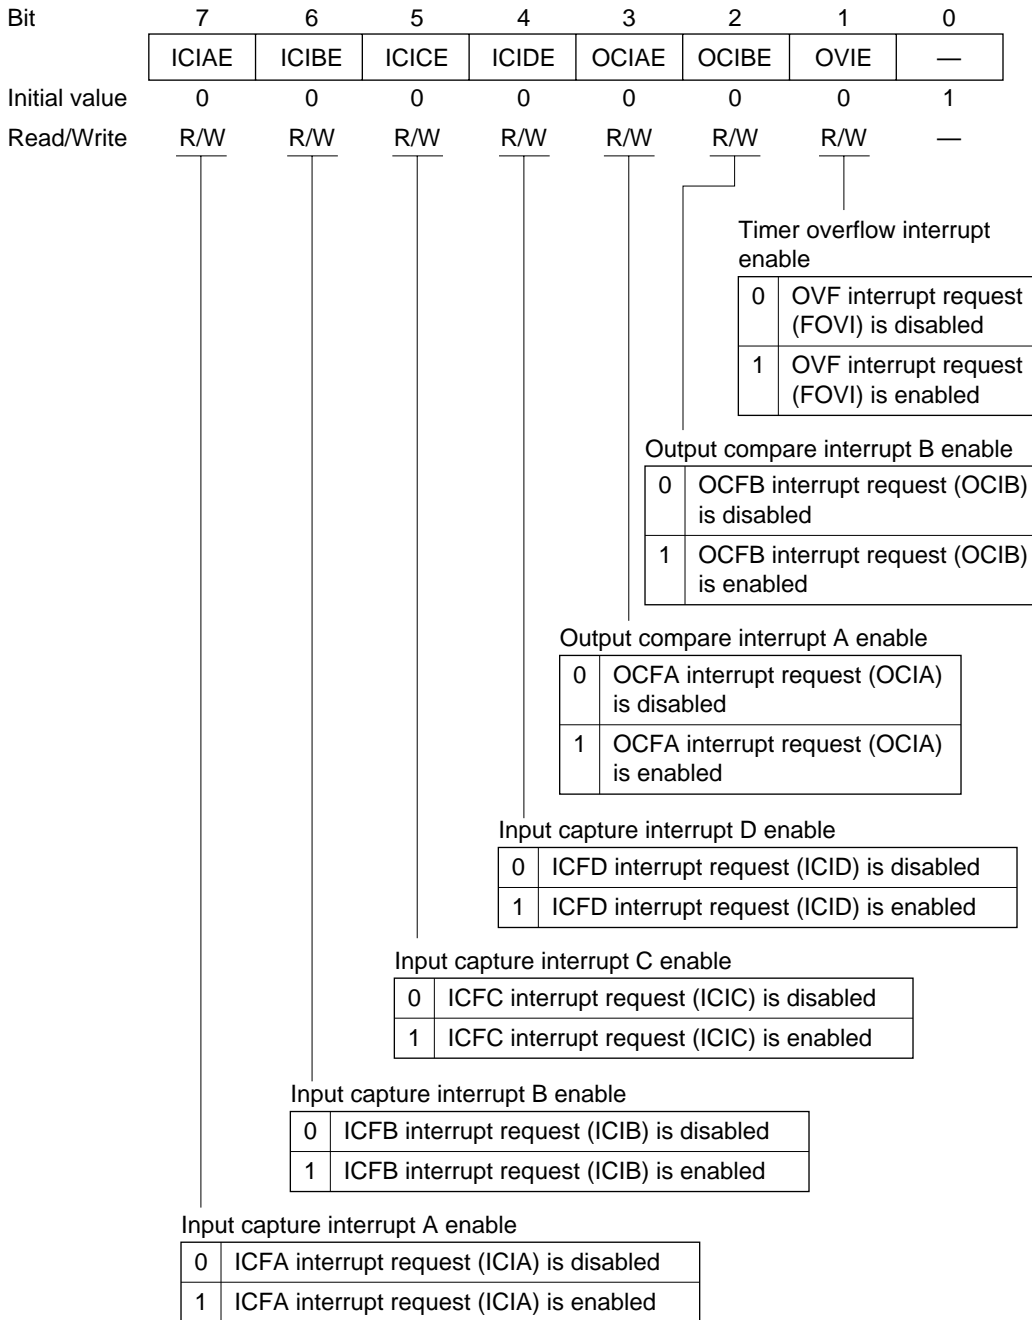 Bit 7 6 5 4 3 2 1 0
ICIAE ICIBE ICICE ICIDE OCIAE OCIBE OVIE —
Initial value 0 0 0 0 0 0 0 1
Read/Write R/W R/W R/W R/W R/W R/W R/W —
Timer overflow interrupt
enable
0 OVF interrupt request
(FOVI) is disabled
1 OVF interrupt request
(FOVI) is enabled
Output compare interrupt B enable
0 OCFB interrupt request (OCIB)
is disabled
1 OCFB interrupt request (OCIB)
is enabled
Output compare interrupt A enable
0 OCFA interrupt request (OCIA)
is disabled
1 OCFA interrupt request (OCIA)
is enabled
Input capture interrupt D enable
0 ICFD interrupt request (ICID) is disabled
1 ICFD interrupt request (ICID) is enabled
Input capture interrupt C enable
0 ICFC interrupt request (ICIC) is disabled
1 ICFC interrupt request (ICIC) is enabled
Input capture interrupt B enable
0 ICFB interrupt request (ICIB) is disabled
1 ICFB interrupt request (ICIB) is enabled
Input capture interrupt A enable
0 ICFA interrupt request (ICIA) is disabled
1 ICFA interrupt request (ICIA) is enabled